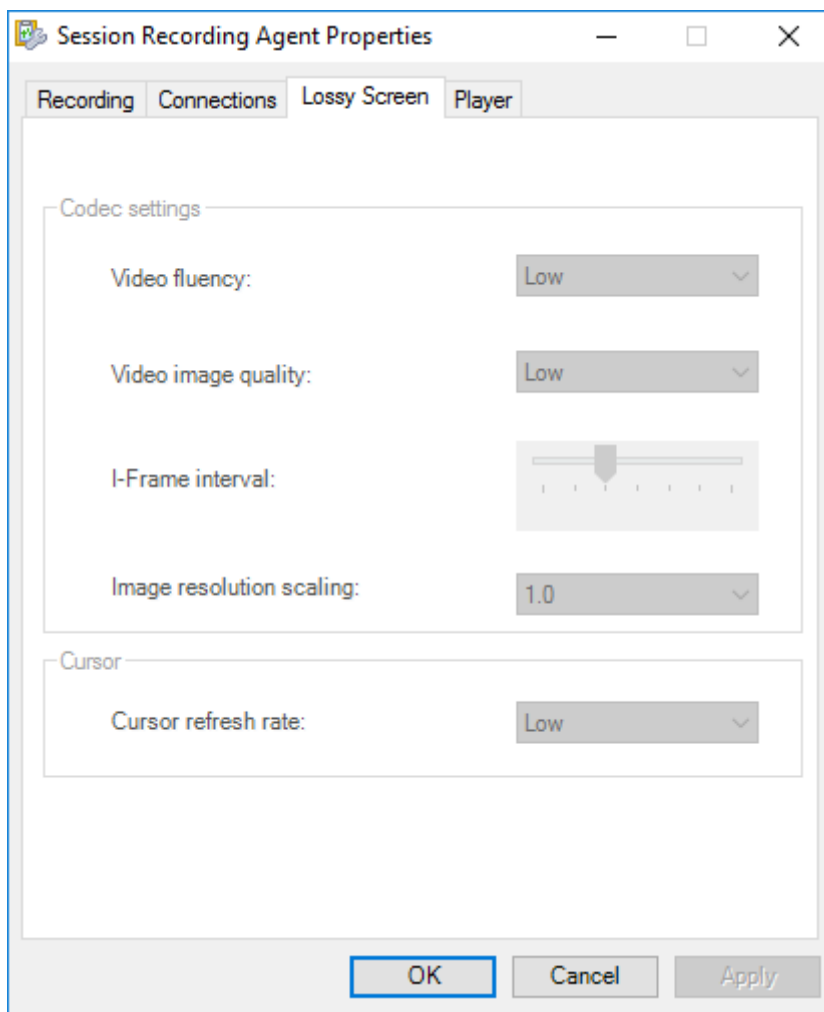 Session Recording Agent Properties
Recording Connections Lossy Screen Player
Codec settings
Video fluency: Low
Video image quality: Low
I-Frame interval:
Image resolution scaling: 1.0
Cursor
Cursor refresh rate: Low
OK Cancel Apply